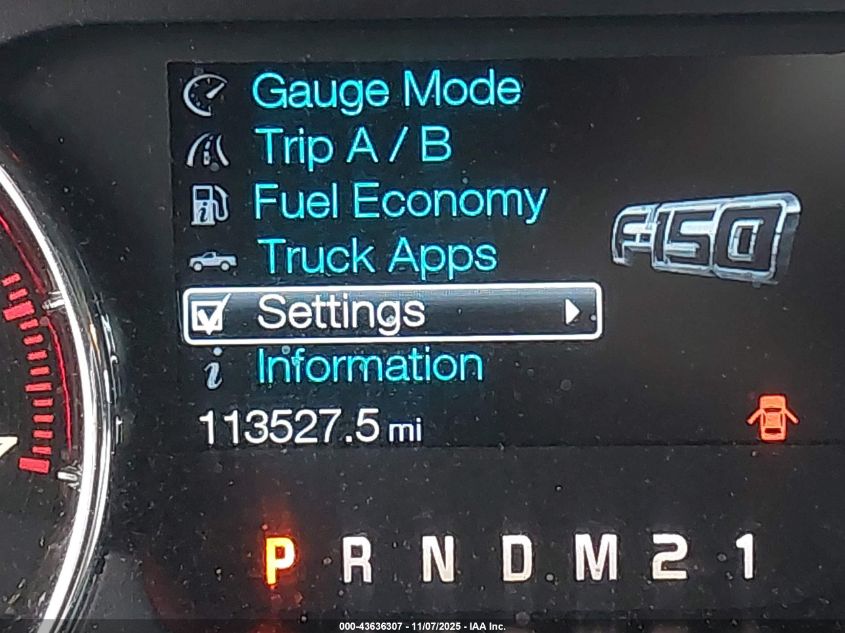 Gauge Mode
Trip A / B
Fuel Economy
Truck Apps
Settings
Information
F-150
113527.5 mi
P R N D M 2 1
000-43636307 - 11/07/2025 - IAA Inc.